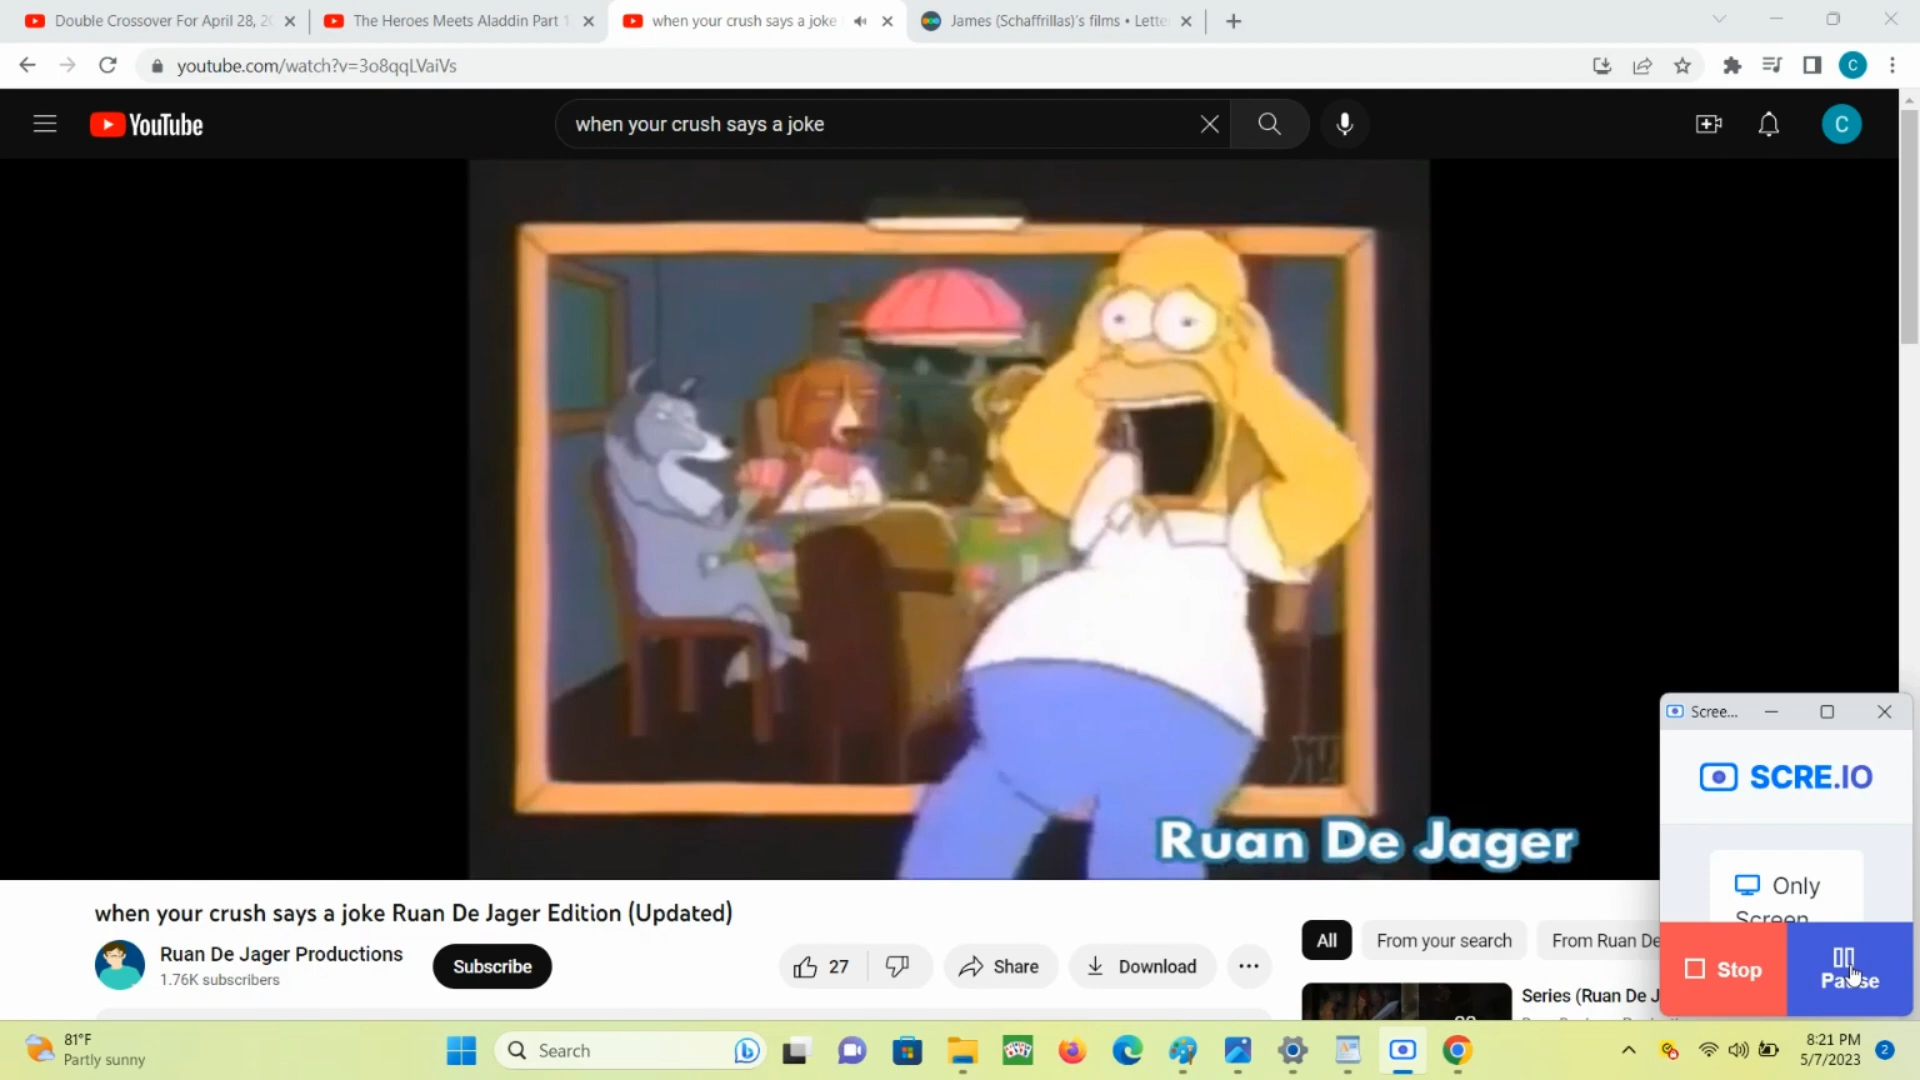 Double Crossover For April 28, 20
The Heroes Meets Aladdin Part 1
when your crush says a joke
James (Schaffrillas)'s films • Lette
youtube.com/watch?v=3o8qqLVaiVs
C
YouTube
when your crush says a joke
C
Ruan De Jager
Scree...
SCRE.IO
Only
Screen
Stop
Pause
when your crush says a joke Ruan De Jager Edition (Updated)
Ruan De Jager Productions
1.76K subscribers
Subscribe
27
Share
Download
All
From your search
From Ruan De
Series (Ruan De J
81°F
Partly sunny
Search
8:21 PM
5/7/2023
2